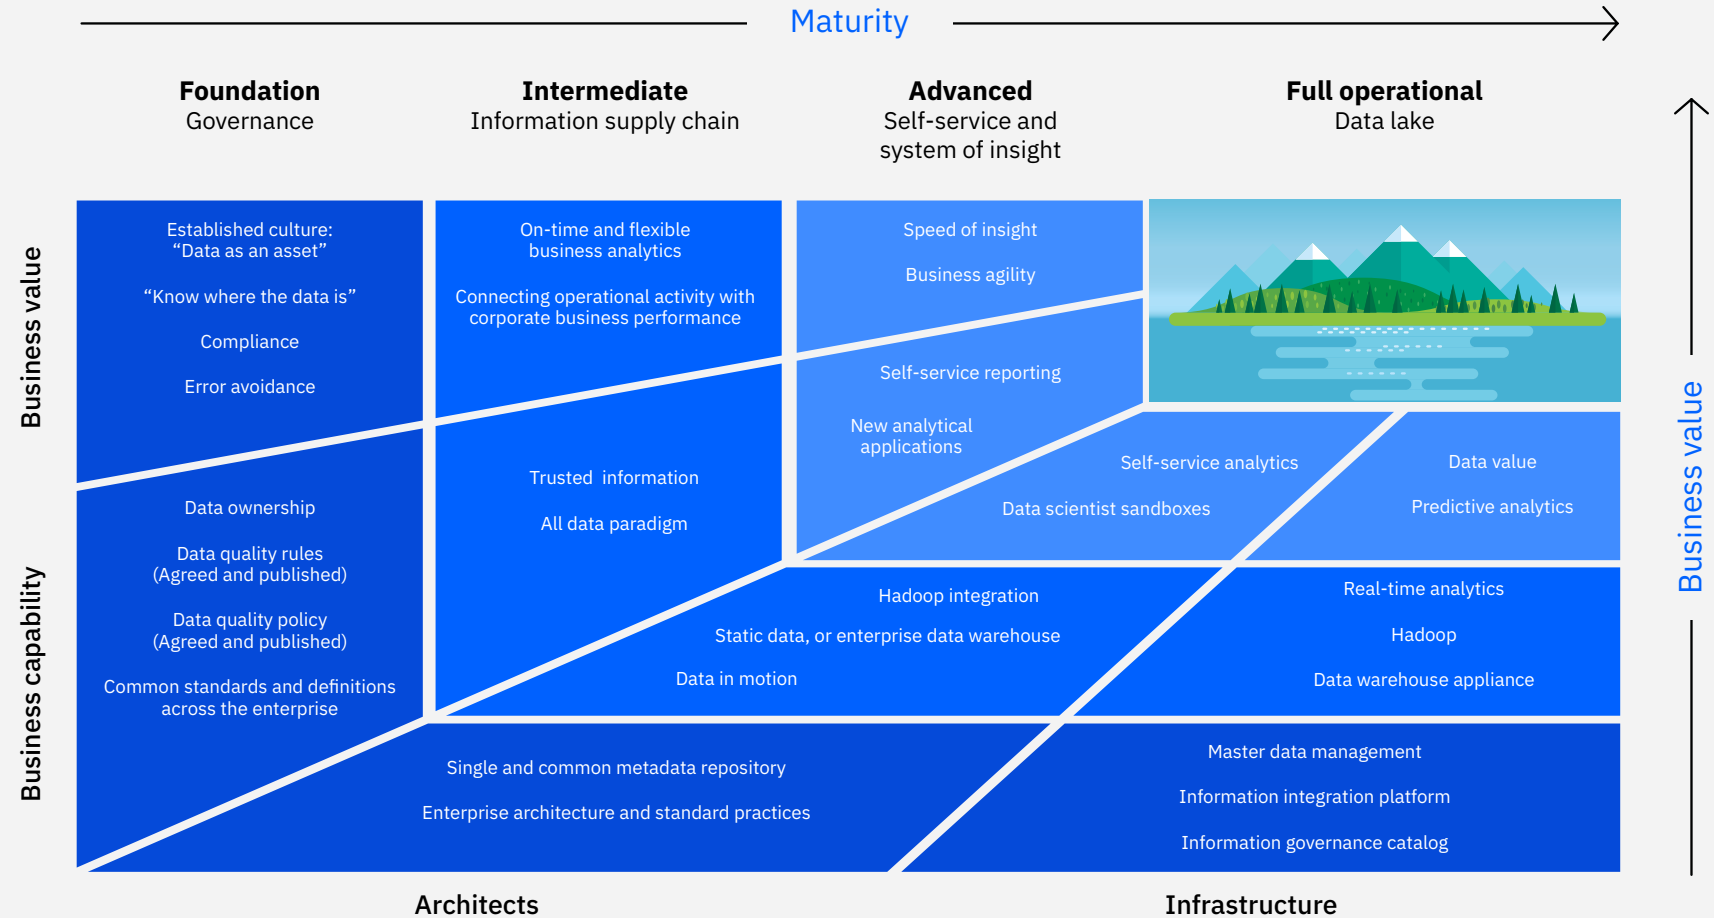 Maturity
Foundation
Governance
Intermediate
Information supply chain
Advanced
Self-service and
system of insight
Full operational
Data lake
Business value
Business capability
Established culture:
“Data as an asset”
“Know where the data is”
Compliance
Error avoidance
On-time and flexible
business analytics
Connecting operational activity with
corporate business performance
Speed of insight
Business agility
Data ownership
Data quality rules
(Agreed and published)
Data quality policy
(Agreed and published)
Common standards and definitions
across the enterprise
Trusted  information
All data paradigm
Self-service reporting
New analytical
applications
Self-service analytics
Data scientist sandboxes
Data value
Predictive analytics
Hadoop integration
Static data, or enterprise data warehouse
Data in motion
Real-time analytics
Hadoop
Data warehouse appliance
Single and common metadata repository
Enterprise architecture and standard practices
Master data management
Information integration platform
Information governance catalog
Business value
Architects
Infrastructure